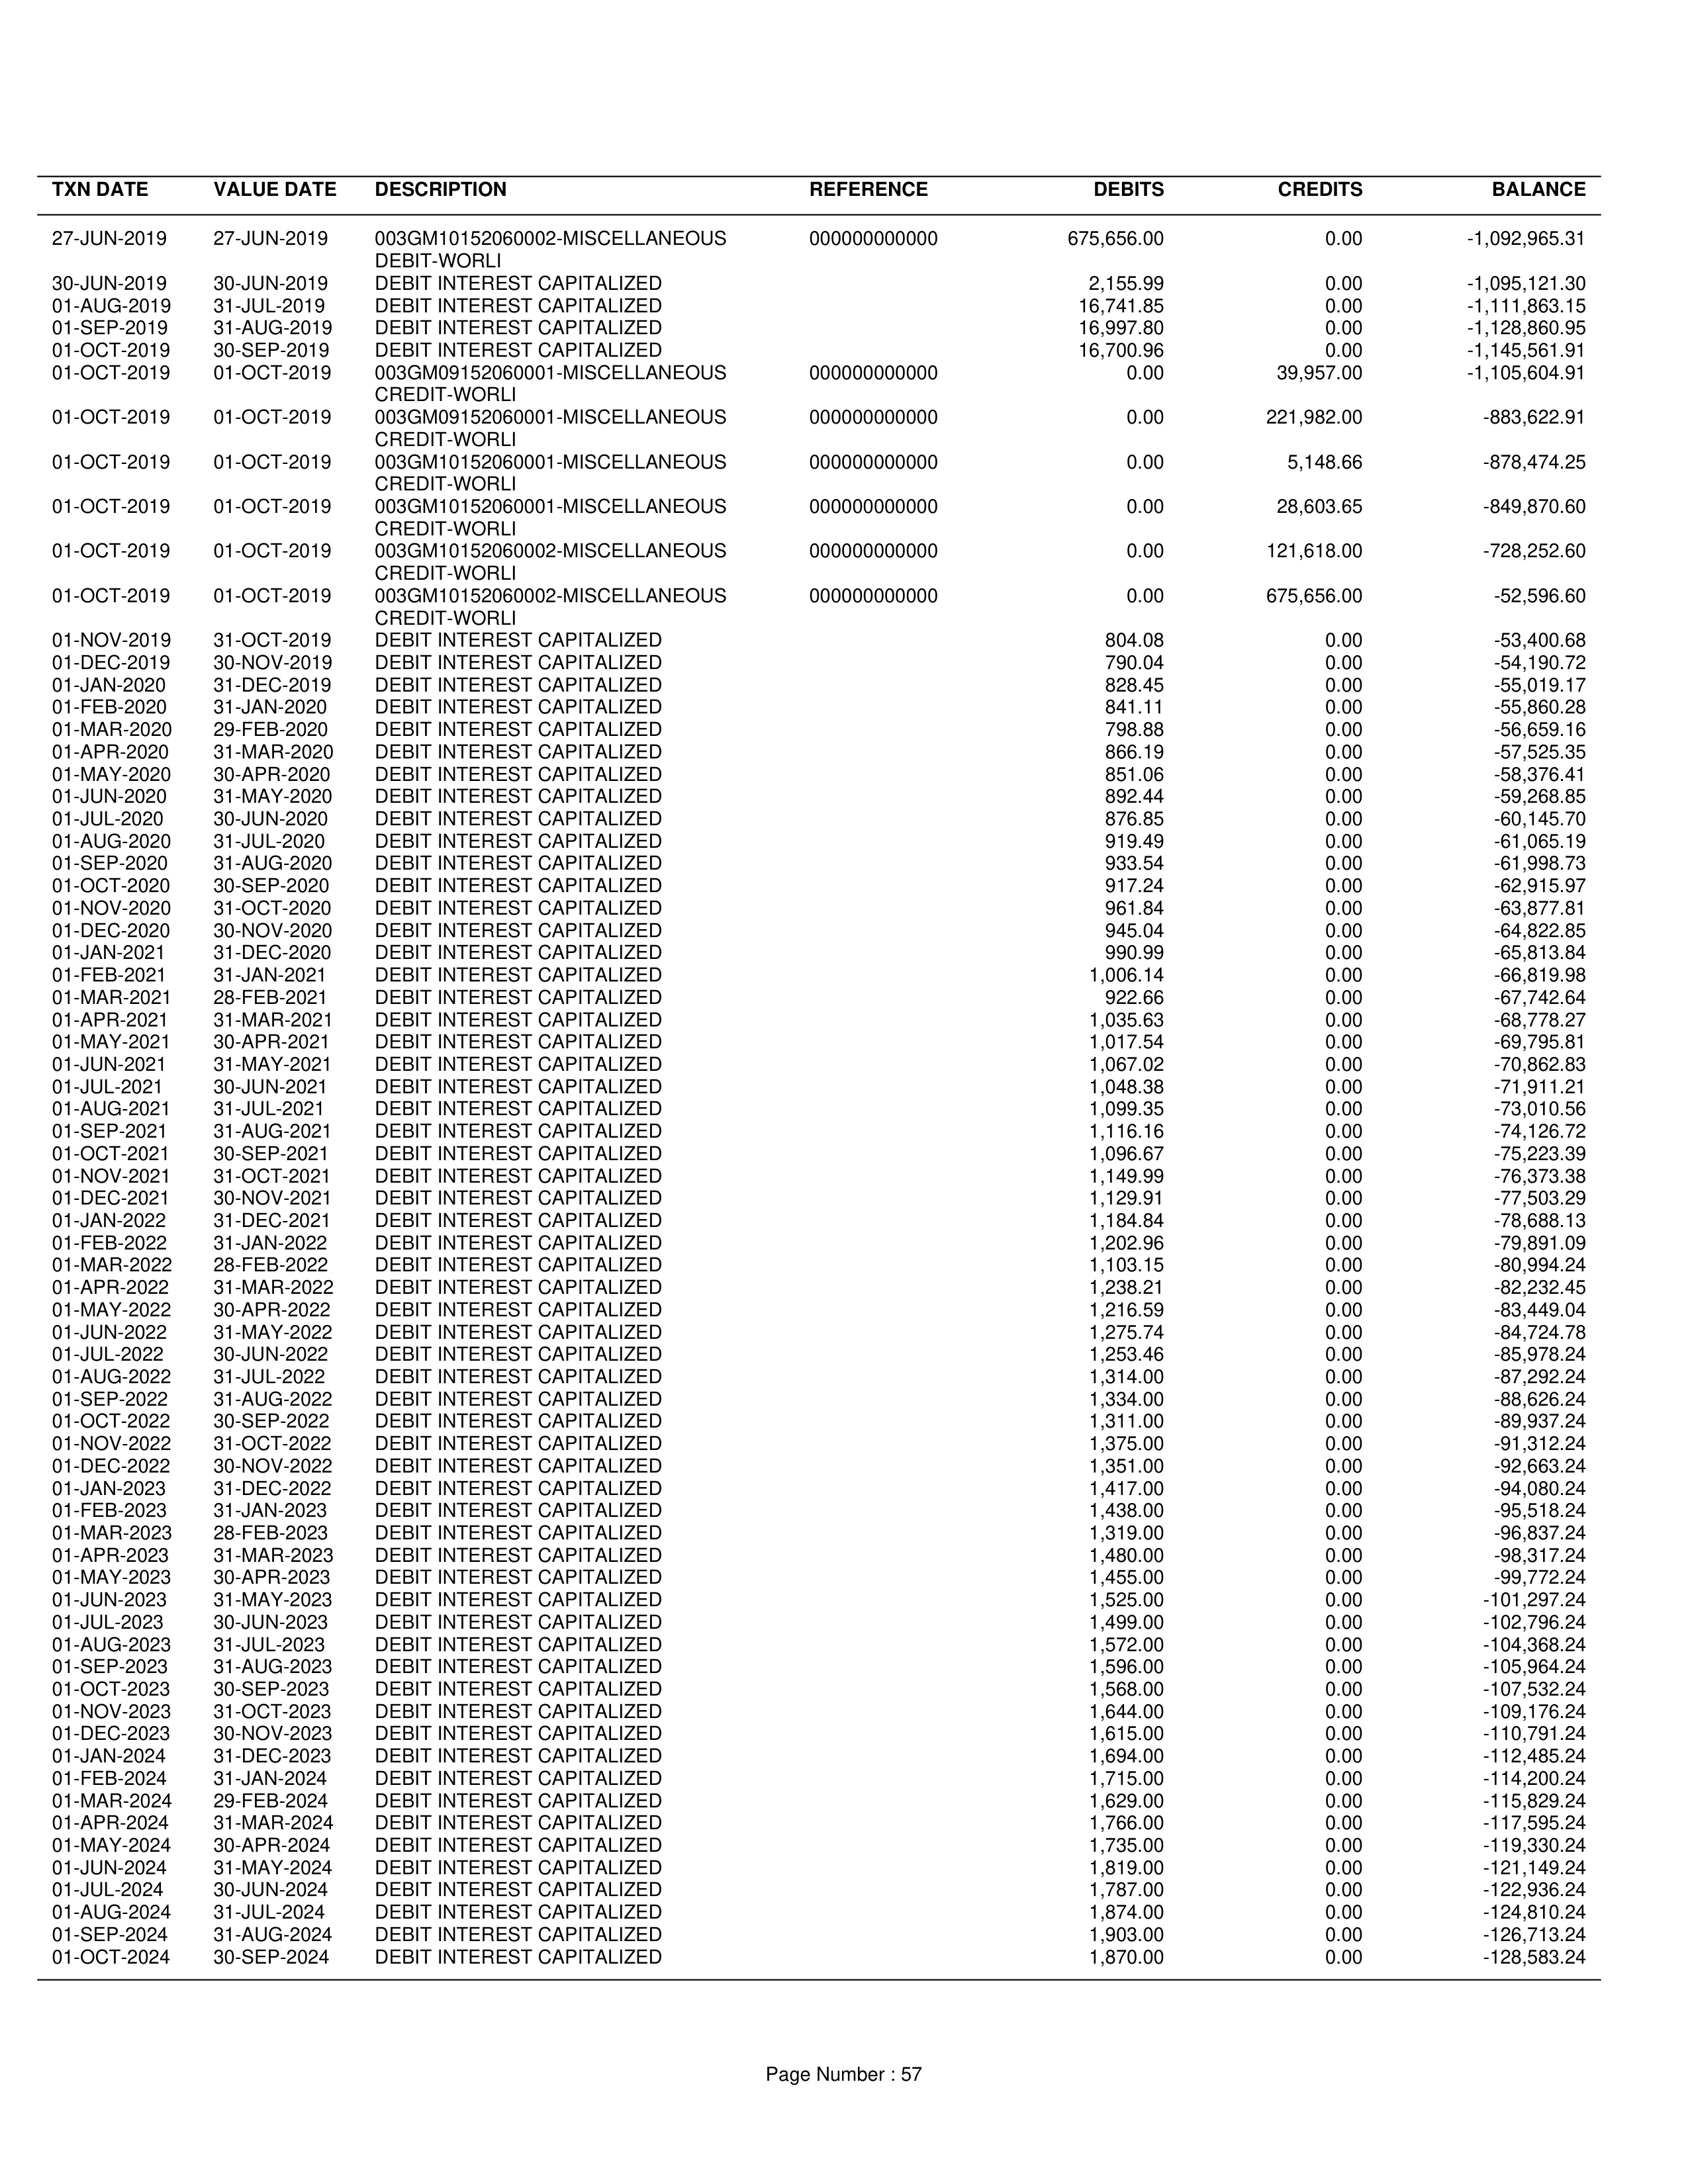 TXN DATE VALUE DATE DESCRIPTION REFERENCE DEBITS CREDITS BALANCE
27-JUN-2019 27-JUN-2019 003GM10152060002-MISCELLANEOUS 000000000000 675,656.00 0.00 -1,092,965.31
DEBIT-WORLI
30-JUN-2019 30-JUN-2019 DEBIT INTEREST CAPITALIZED 2,155.99 0.00 -1,095,121.30
01-AUG-2019 31-JUL-2019 DEBIT INTEREST CAPITALIZED 16,741.85 0.00 -1,111,863.15
01-SEP-2019 31-AUG-2019 DEBIT INTEREST CAPITALIZED 16,997.80 0.00 -1,128,860.95
01-OCT-2019 30-SEP-2019 DEBIT INTEREST CAPITALIZED 16,700.96 0.00 -1,145,561.91
01-OCT-2019 01-OCT-2019 003GM09152060001-MISCELLANEOUS 000000000000 0.00 39,957.00 -1,105,604.91
CREDIT-WORLI
01-OCT-2019 01-OCT-2019 003GM09152060001-MISCELLANEOUS 000000000000 0.00 221,982.00 -883,622.91
CREDIT-WORLI
01-OCT-2019 01-OCT-2019 003GM10152060001-MISCELLANEOUS 000000000000 0.00 5,148.66 -878,474.25
CREDIT-WORLI
01-OCT-2019 01-OCT-2019 003GM10152060001-MISCELLANEOUS 000000000000 0.00 28,603.65 -849,870.60
CREDIT-WORLI
01-OCT-2019 01-OCT-2019 003GM10152060002-MISCELLANEOUS 000000000000 0.00 121,618.00 -728,252.60
CREDIT-WORLI
01-OCT-2019 01-OCT-2019 003GM10152060002-MISCELLANEOUS 000000000000 0.00 675,656.00 -52,596.60
CREDIT-WORLI
01-NOV-2019 31-OCT-2019 DEBIT INTEREST CAPITALIZED 804.08 0.00 -53,400.68
01-DEC-2019 30-NOV-2019 DEBIT INTEREST CAPITALIZED 790.04 0.00 -54,190.72
01-JAN-2020 31-DEC-2019 DEBIT INTEREST CAPITALIZED 828.45 0.00 -55,019.17
01-FEB-2020 31-JAN-2020 DEBIT INTEREST CAPITALIZED 841.11 0.00 -55,860.28
01-MAR-2020 29-FEB-2020 DEBIT INTEREST CAPITALIZED 798.88 0.00 -56,659.16
01-APR-2020 31-MAR-2020 DEBIT INTEREST CAPITALIZED 866.19 0.00 -57,525.35
01-MAY-2020 30-APR-2020 DEBIT INTEREST CAPITALIZED 851.06 0.00 -58,376.41
01-JUN-2020 31-MAY-2020 DEBIT INTEREST CAPITALIZED 892.44 0.00 -59,268.85
01-JUL-2020 30-JUN-2020 DEBIT INTEREST CAPITALIZED 876.85 0.00 -60,145.70
01-AUG-2020 31-JUL-2020 DEBIT INTEREST CAPITALIZED 919.49 0.00 -61,065.19
01-SEP-2020 31-AUG-2020 DEBIT INTEREST CAPITALIZED 933.54 0.00 -61,998.73
01-OCT-2020 30-SEP-2020 DEBIT INTEREST CAPITALIZED 917.24 0.00 -62,915.97
01-NOV-2020 31-OCT-2020 DEBIT INTEREST CAPITALIZED 961.84 0.00 -63,877.81
01-DEC-2020 30-NOV-2020 DEBIT INTEREST CAPITALIZED 945.04 0.00 -64,822.85
01-JAN-2021 31-DEC-2020 DEBIT INTEREST CAPITALIZED 990.99 0.00 -65,813.84
01-FEB-2021 31-JAN-2021 DEBIT INTEREST CAPITALIZED 1,006.14 0.00 -66,819.98
01-MAR-2021 28-FEB-2021 DEBIT INTEREST CAPITALIZED 922.66 0.00 -67,742.64
01-APR-2021 31-MAR-2021 DEBIT INTEREST CAPITALIZED 1,035.63 0.00 -68,778.27
01-MAY-2021 30-APR-2021 DEBIT INTEREST CAPITALIZED 1,017.54 0.00 -69,795.81
01-JUN-2021 31-MAY-2021 DEBIT INTEREST CAPITALIZED 1,067.02 0.00 -70,862.83
01-JUL-2021 30-JUN-2021 DEBIT INTEREST CAPITALIZED 1,048.38 0.00 -71,911.21
01-AUG-2021 31-JUL-2021 DEBIT INTEREST CAPITALIZED 1,099.35 0.00 -73,010.56
01-SEP-2021 31-AUG-2021 DEBIT INTEREST CAPITALIZED 1,116.16 0.00 -74,126.72
01-OCT-2021 30-SEP-2021 DEBIT INTEREST CAPITALIZED 1,096.67 0.00 -75,223.39
01-NOV-2021 31-OCT-2021 DEBIT INTEREST CAPITALIZED 1,149.99 0.00 -76,373.38
01-DEC-2021 30-NOV-2021 DEBIT INTEREST CAPITALIZED 1,129.91 0.00 -77,503.29
01-JAN-2022 31-DEC-2021 DEBIT INTEREST CAPITALIZED 1,184.84 0.00 -78,688.13
01-FEB-2022 31-JAN-2022 DEBIT INTEREST CAPITALIZED 1,202.96 0.00 -79,891.09
01-MAR-2022 28-FEB-2022 DEBIT INTEREST CAPITALIZED 1,103.15 0.00 -80,994.24
01-APR-2022 31-MAR-2022 DEBIT INTEREST CAPITALIZED 1,238.21 0.00 -82,232.45
01-MAY-2022 30-APR-2022 DEBIT INTEREST CAPITALIZED 1,216.59 0.00 -83,449.04
01-JUN-2022 31-MAY-2022 DEBIT INTEREST CAPITALIZED 1,275.74 0.00 -84,724.78
01-JUL-2022 30-JUN-2022 DEBIT INTEREST CAPITALIZED 1,253.46 0.00 -85,978.24
01-AUG-2022 31-JUL-2022 DEBIT INTEREST CAPITALIZED 1,314.00 0.00 -87,292.24
01-SEP-2022 31-AUG-2022 DEBIT INTEREST CAPITALIZED 1,334.00 0.00 -88,626.24
01-OCT-2022 30-SEP-2022 DEBIT INTEREST CAPITALIZED 1,311.00 0.00 -89,937.24
01-NOV-2022 31-OCT-2022 DEBIT INTEREST CAPITALIZED 1,375.00 0.00 -91,312.24
01-DEC-2022 30-NOV-2022 DEBIT INTEREST CAPITALIZED 1,351.00 0.00 -92,663.24
01-JAN-2023 31-DEC-2022 DEBIT INTEREST CAPITALIZED 1,417.00 0.00 -94,080.24
01-FEB-2023 31-JAN-2023 DEBIT INTEREST CAPITALIZED 1,438.00 0.00 -95,518.24
01-MAR-2023 28-FEB-2023 DEBIT INTEREST CAPITALIZED 1,319.00 0.00 -96,837.24
01-APR-2023 31-MAR-2023 DEBIT INTEREST CAPITALIZED 1,480.00 0.00 -98,317.24
01-MAY-2023 30-APR-2023 DEBIT INTEREST CAPITALIZED 1,455.00 0.00 -99,772.24
01-JUN-2023 31-MAY-2023 DEBIT INTEREST CAPITALIZED 1,525.00 0.00 -101,297.24
01-JUL-2023 30-JUN-2023 DEBIT INTEREST CAPITALIZED 1,499.00 0.00 -102,796.24
01-AUG-2023 31-JUL-2023 DEBIT INTEREST CAPITALIZED 1,572.00 0.00 -104,368.24
01-SEP-2023 31-AUG-2023 DEBIT INTEREST CAPITALIZED 1,596.00 0.00 -105,964.24
01-OCT-2023 30-SEP-2023 DEBIT INTEREST CAPITALIZED 1,568.00 0.00 -107,532.24
01-NOV-2023 31-OCT-2023 DEBIT INTEREST CAPITALIZED 1,644.00 0.00 -109,176.24
01-DEC-2023 30-NOV-2023 DEBIT INTEREST CAPITALIZED 1,615.00 0.00 -110,791.24
01-JAN-2024 31-DEC-2023 DEBIT INTEREST CAPITALIZED 1,694.00 0.00 -112,485.24
01-FEB-2024 31-JAN-2024 DEBIT INTEREST CAPITALIZED 1,715.00 0.00 -114,200.24
01-MAR-2024 29-FEB-2024 DEBIT INTEREST CAPITALIZED 1,629.00 0.00 -115,829.24
01-APR-2024 31-MAR-2024 DEBIT INTEREST CAPITALIZED 1,766.00 0.00 -117,595.24
01-MAY-2024 30-APR-2024 DEBIT INTEREST CAPITALIZED 1,735.00 0.00 -119,330.24
01-JUN-2024 31-MAY-2024 DEBIT INTEREST CAPITALIZED 1,819.00 0.00 -121,149.24
01-JUL-2024 30-JUN-2024 DEBIT INTEREST CAPITALIZED 1,787.00 0.00 -122,936.24
01-AUG-2024 31-JUL-2024 DEBIT INTEREST CAPITALIZED 1,874.00 0.00 -124,810.24
01-SEP-2024 31-AUG-2024 DEBIT INTEREST CAPITALIZED 1,903.00 0.00 -126,713.24
01-OCT-2024 30-SEP-2024 DEBIT INTEREST CAPITALIZED 1,870.00 0.00 -128,583.24
Page Number : 57